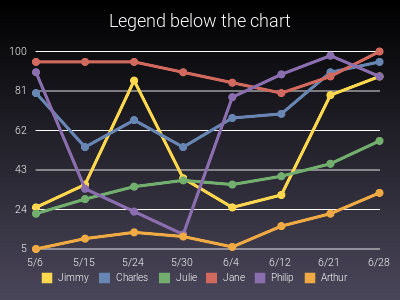 Legend below the chart
100
81
62
43
24
5
5/6 5/15 5/24 5/30 6/4 6/12 6/21 6/28
Jimmy Charles Julie Jane Philip Arthur